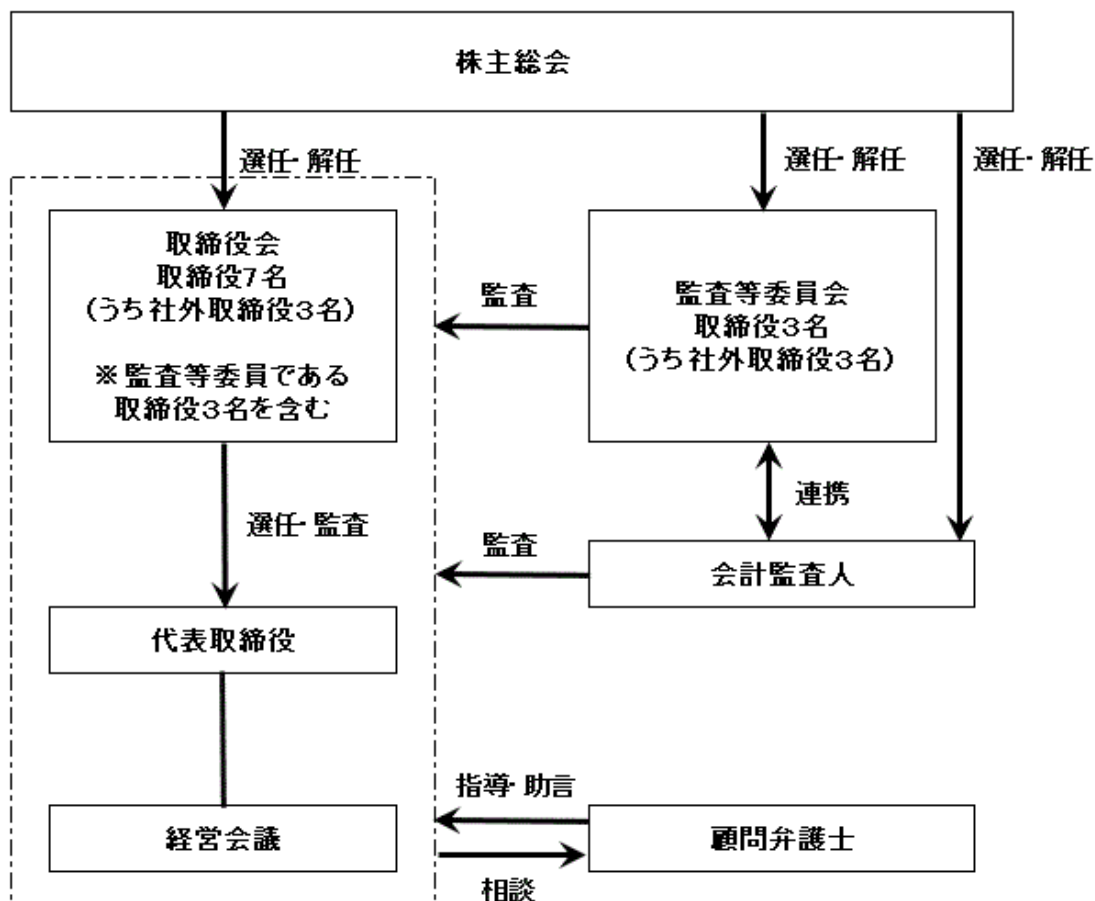 株主総会
選任・解任
選任・解任
選任・解任
取締役会
取締役7名
(うち社外取締役3名)
※監査等委員である
取締役3名を含む
監査
監査等委員会
取締役3名
(うち社外取締役3名)
連携
選任・監査
監査
会計監査人
代表取締役
指導・助言
経営会議
顧問弁護士
相談